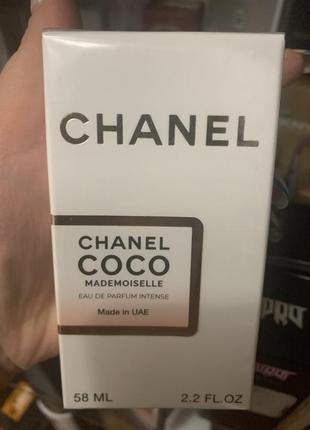 CHANEL
CHANEL
COCO
MADEMOISELLE
EAU DE PARFUM INTENSE
Made in UAE
58 ML 2.2 FL.OZ